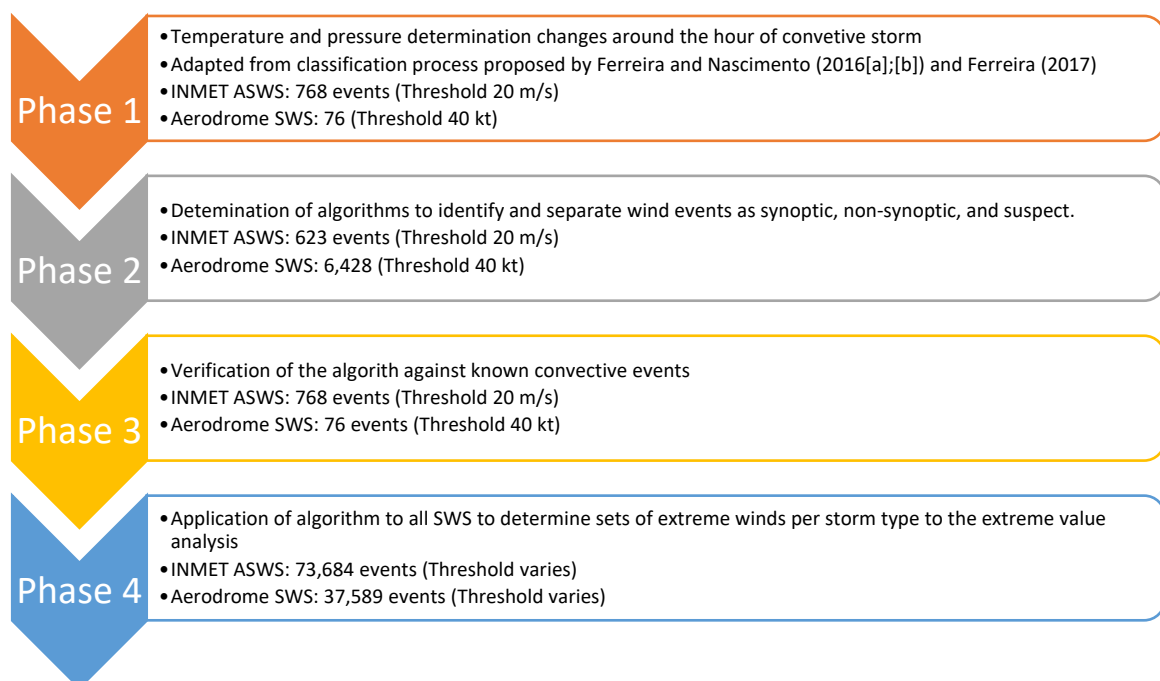 Phase 1
•Temperature and pressure determination changes around the hour of convetive storm
•Adapted from classification process proposed by Ferreira and Nascimento (2016[a];[b]) and Ferreira (2017)
•INMET ASWS: 768 events (Threshold 20 m/s)
•Aerodrome SWS: 76 (Threshold 40 kt)
Phase 2
•Detemination of algorithms to identify and separate wind events as synoptic, non-synoptic, and suspect.
•INMET ASWS: 623 events (Threshold 20 m/s)
•Aerodrome SWS: 6,428 (Threshold 40 kt)
Phase 3
•Verification of the algorith against known convective events
•INMET ASWS: 768 events (Threshold 20 m/s)
•Aerodrome SWS: 76 events (Threshold 40 kt)
Phase 4
•Application of algorithm to all SWS to determine sets of extreme winds per storm type to the extreme value
analysis
•INMET ASWS: 73,684 events (Threshold varies)
•Aerodrome SWS: 37,589 events (Threshold varies)